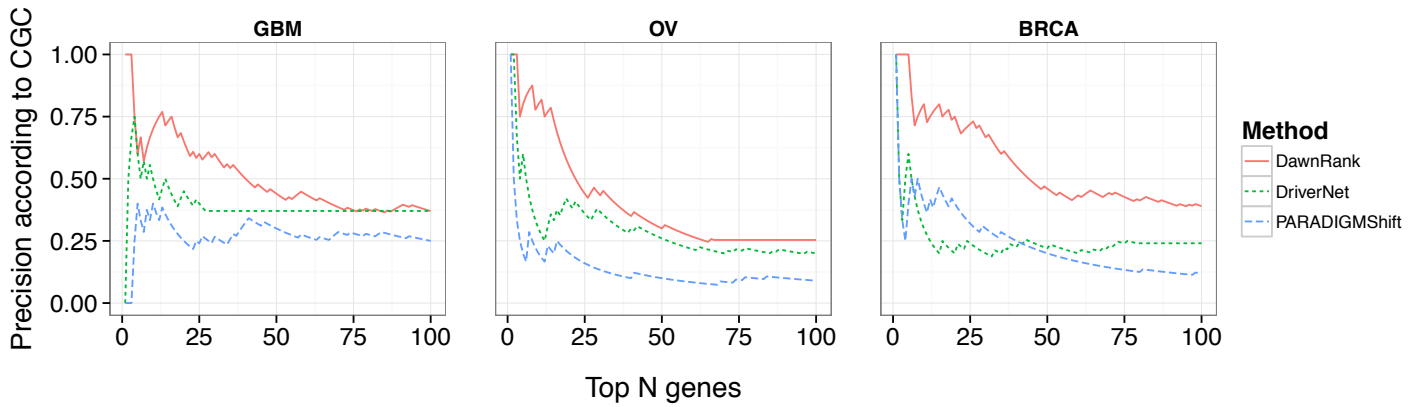 GBM
OV
BRCA
Precision according to CGC
1.00
0.75
0.50
0.25
0.00
0 25 50 75 100
0 25 50 75 100
0 25 50 75 100
Top N genes
Method
DawnRank
DriverNet
PARADIGMShift